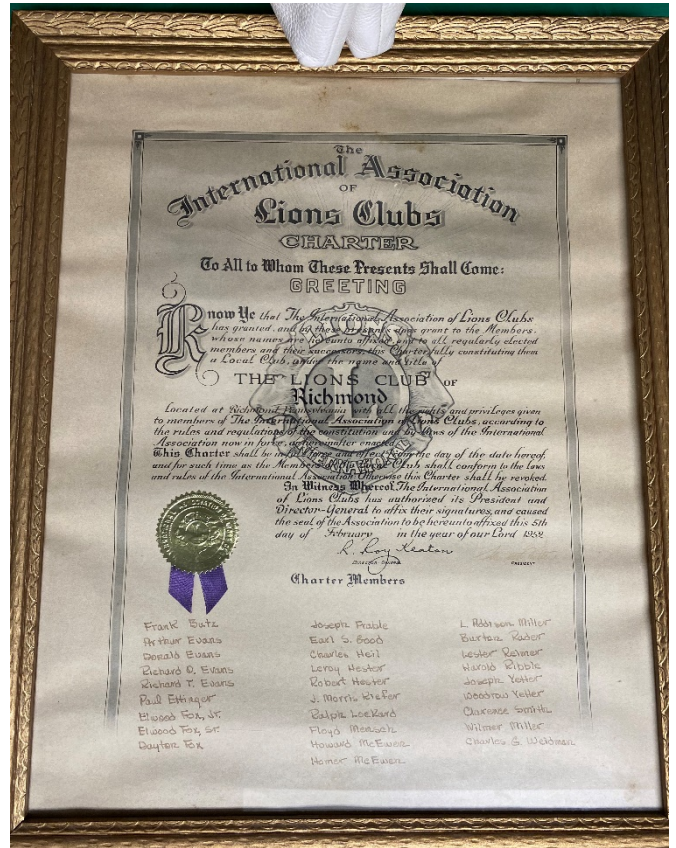 The
International Association
OF
Lions Clubs
CHARTER
To All to Whom These Presents Shall Come:
GREETING
Know Ye that The International Association of Lions Clubs
has granted, and by these presents does grant to the Members,
whose names are hereunto affixed, and to all regularly elected
members and their successors, this Charter fully constituting them
a Local Club, under the name and title of
THE LIONS CLUB OF
Richmond
Located at Richmond Pennsylvania with all the rights and privileges given
to members of The International Association of Lions Clubs, according to
the rules and regulations of the constitution and by-laws of the International
Association now in force, or hereinafter enacted.
This Charter shall be in full force and effect from the day of the date hereof,
and for such time as the Members of the Local Club shall conform to the laws
and rules of the International Association. Otherwise this Charter shall be revoked.
In Witness Whereof, The International Association
of Lions Clubs has authorized its President and
Director-General to affix their signatures, and caused
the seal of the Association to be hereunto affixed this 5th
day of February in the year of our Lord 1952
R. Roy Keaton
DIRECTOR GENERAL PRESIDENT
Charter Members
Frank Butz Joseph Frable L. Addison Miller
Arthur Evans Earl S. Good Burton Rader
Donald Evans Charles Heil Lester Reimer
Richard D. Evans Leroy Hester Harold Ribble
Richard T. Evans Robert Hester Joseph Yetter
Paul Ettinger J. Morris Kiefer Woodrow Yetter
Elwood Fox, Jr. Ralph Lockard Clarence Smith
Elwood Fox, Sr. Floyd Mensch Wilmer Miller
Dayton Fox Howard McEwen Charles G. Weidman
Homer McEwen